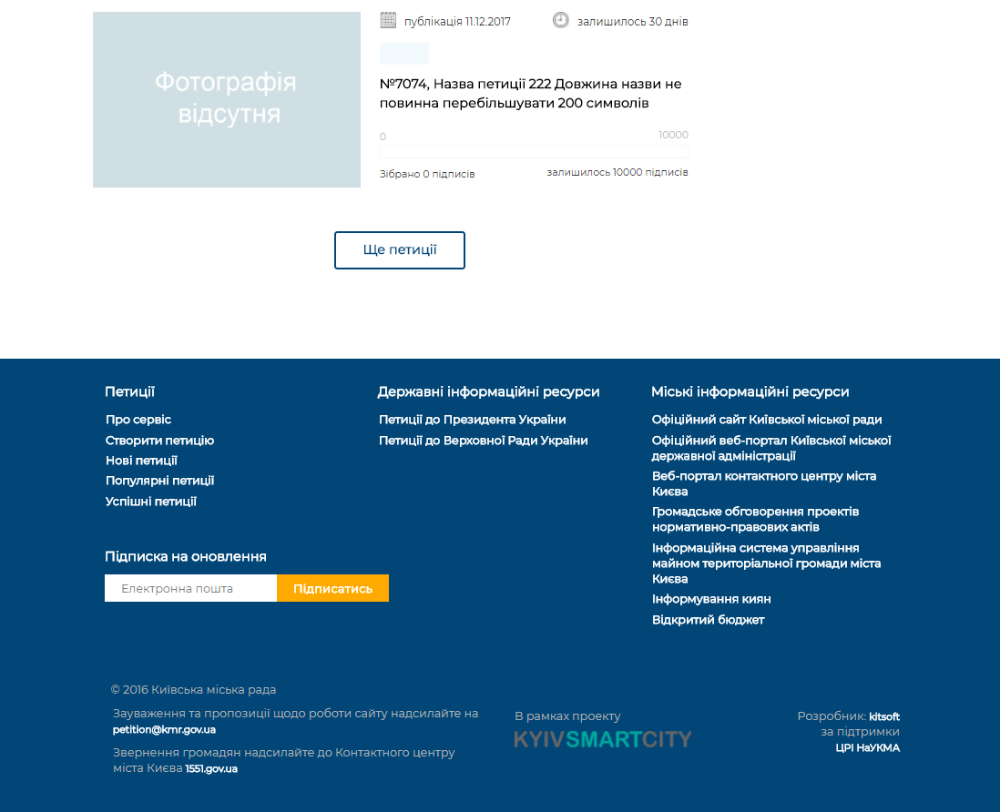 Фотографія
відсутня
публікація 11.12.2017
залишилось 30 днів
№7074, Назва петиції 222 Довжина назви не
повинна перебільшувати 200 символів
0
10000
Зібрано 0 підписів
залишилось 10000 підписів
Ще петиції
Петиції
Про сервіс
Створити петицію
Нові петиції
Популярні петиції
Успішні петиції
Державні інформаційні ресурси
Петиції до Президента України
Петиції до Верховної Ради України
Міські інформаційні ресурси
Офіційний сайт Київської міської ради
Офіційний веб-портал Київської міської
державної адміністрації
Веб-портал контактного центру міста
Києва
Громадське обговорення проектів
нормативно-правових актів
Інформаційна система управління
майном територіальної громади міста
Києва
Інформування киян
Відкритий бюджет
Підписка на оновлення
Електронна пошта
Підписатись
© 2016 Київська міська рада
Зауваження та пропозиції щодо роботи сайту надсилайте на
petition@kmr.gov.ua
Звернення громадян надсилайте до Контактного центру
міста Києва 1551.gov.ua
В рамках проекту
KYIVSMARTCITY
Розробник: kitsoft
за підтримки
ЦРІ НаУКМА